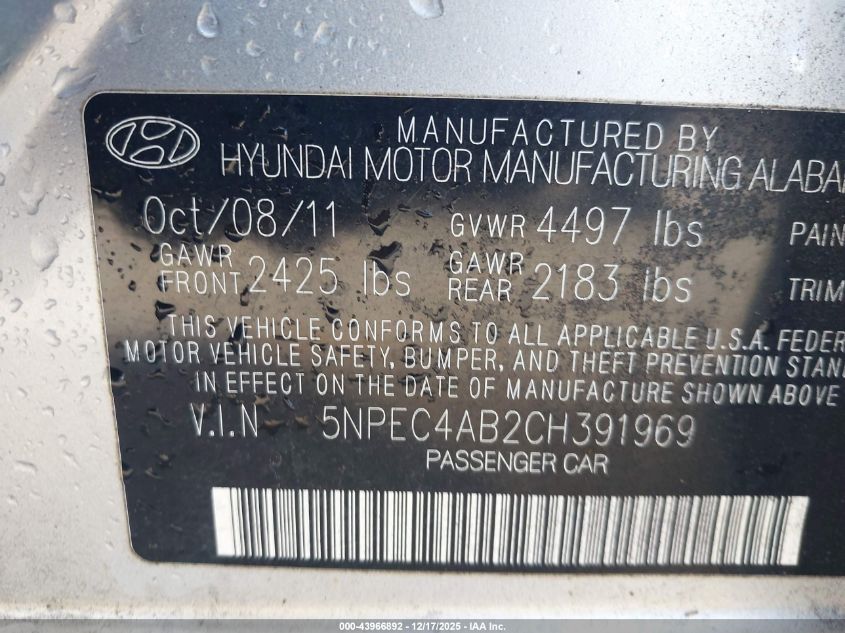 MANUFACTURED BY
HYUNDAI MOTOR MANUFACTURING ALABA
Oct/08/11 GVWR 4497 lbs PAIN
GAWR FRONT 2425 lbs GAWR REAR 2183 lbs TRIM
THIS VEHICLE CONFORMS TO ALL APPLICABLE U.S.A. FEDER
MOTOR VEHICLE SAFETY, BUMPER, AND THEFT PREVENTION STAN
IN EFFECT ON THE DATE OF MANUFACTURE SHOWN ABOVE
V.I.N 5NPEC4AB2CH391969
PASSENGER CAR
000-43966892 - 12/17/2025 - IAA Inc.